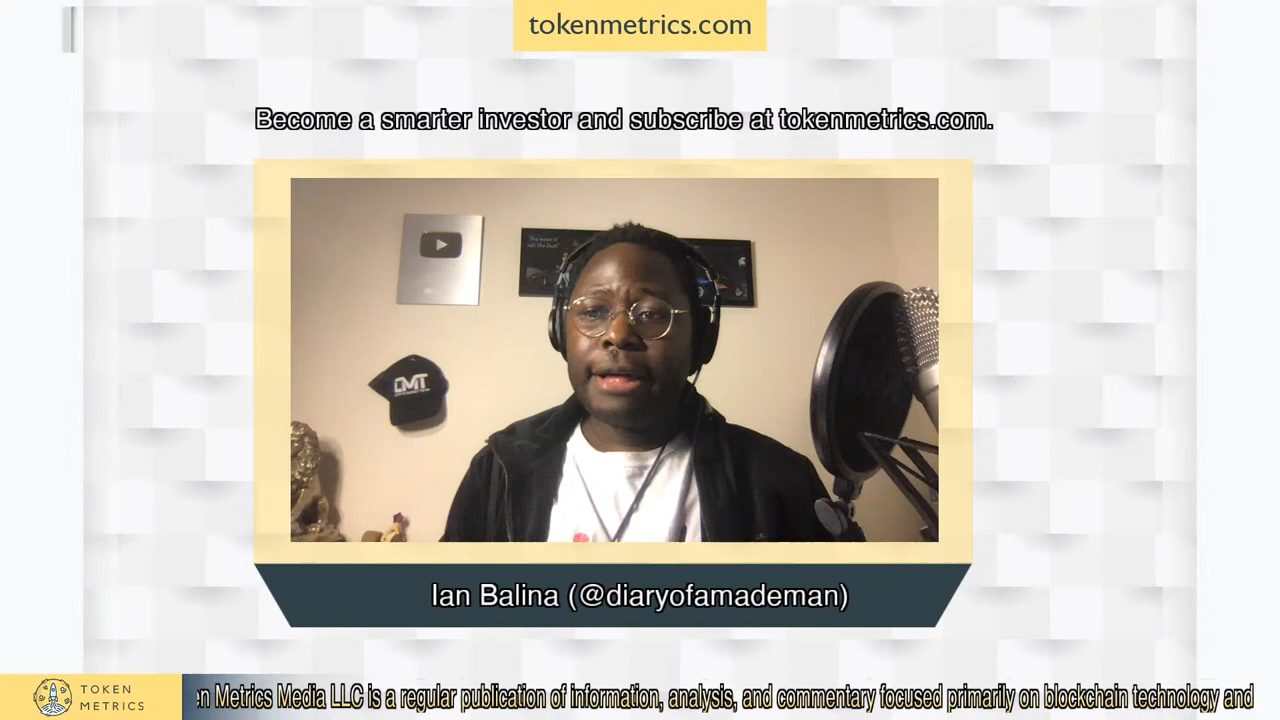 tokenmetrics.com
Become a smarter investor and subscribe at tokenmetrics.com.
Ian Balina (@diaryofamademan)
TOKEN
METRICS
en Metrics Media LLC is a regular publication of information, analysis, and commentary focused primarily on blockchain technology and